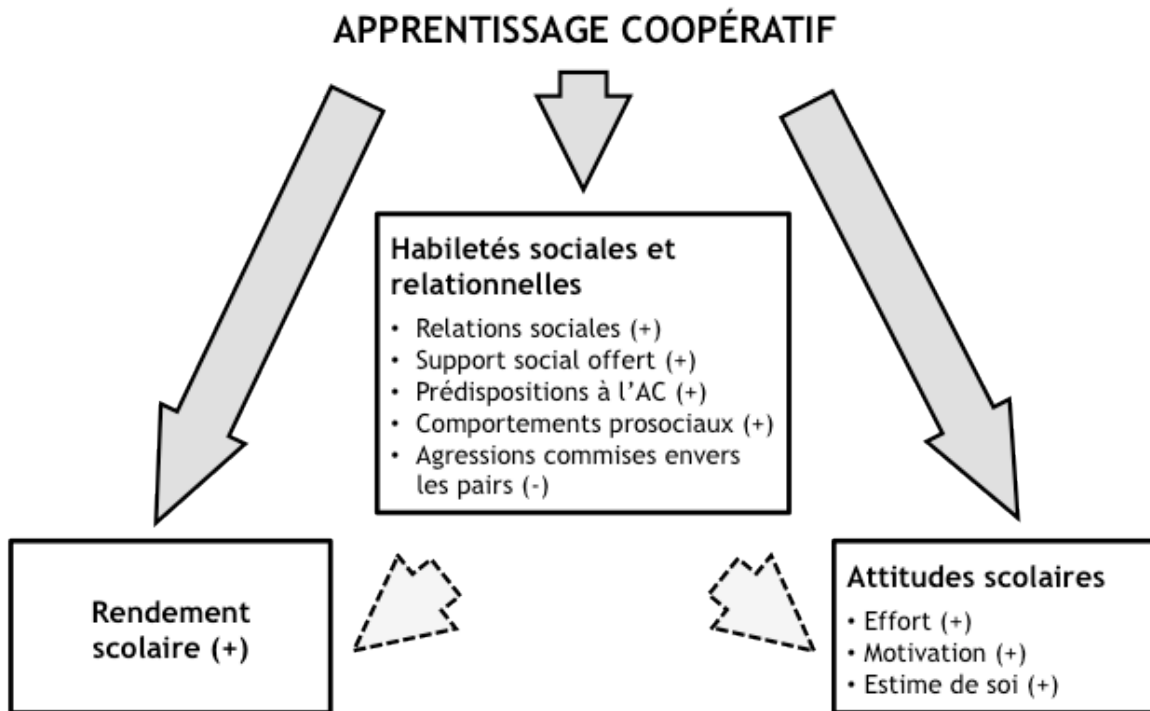 APPRENTISSAGE COOPÉRATIF
Habiletés sociales et
relationnelles
• Relations sociales (+)
• Support social offert (+)
• Prédispositions à l’AC (+)
• Comportements prosociaux (+)
• Agressions commises envers
les pairs (-)
Rendement
scolaire (+)
Attitudes scolaires
• Effort (+)
• Motivation (+)
• Estime de soi (+)